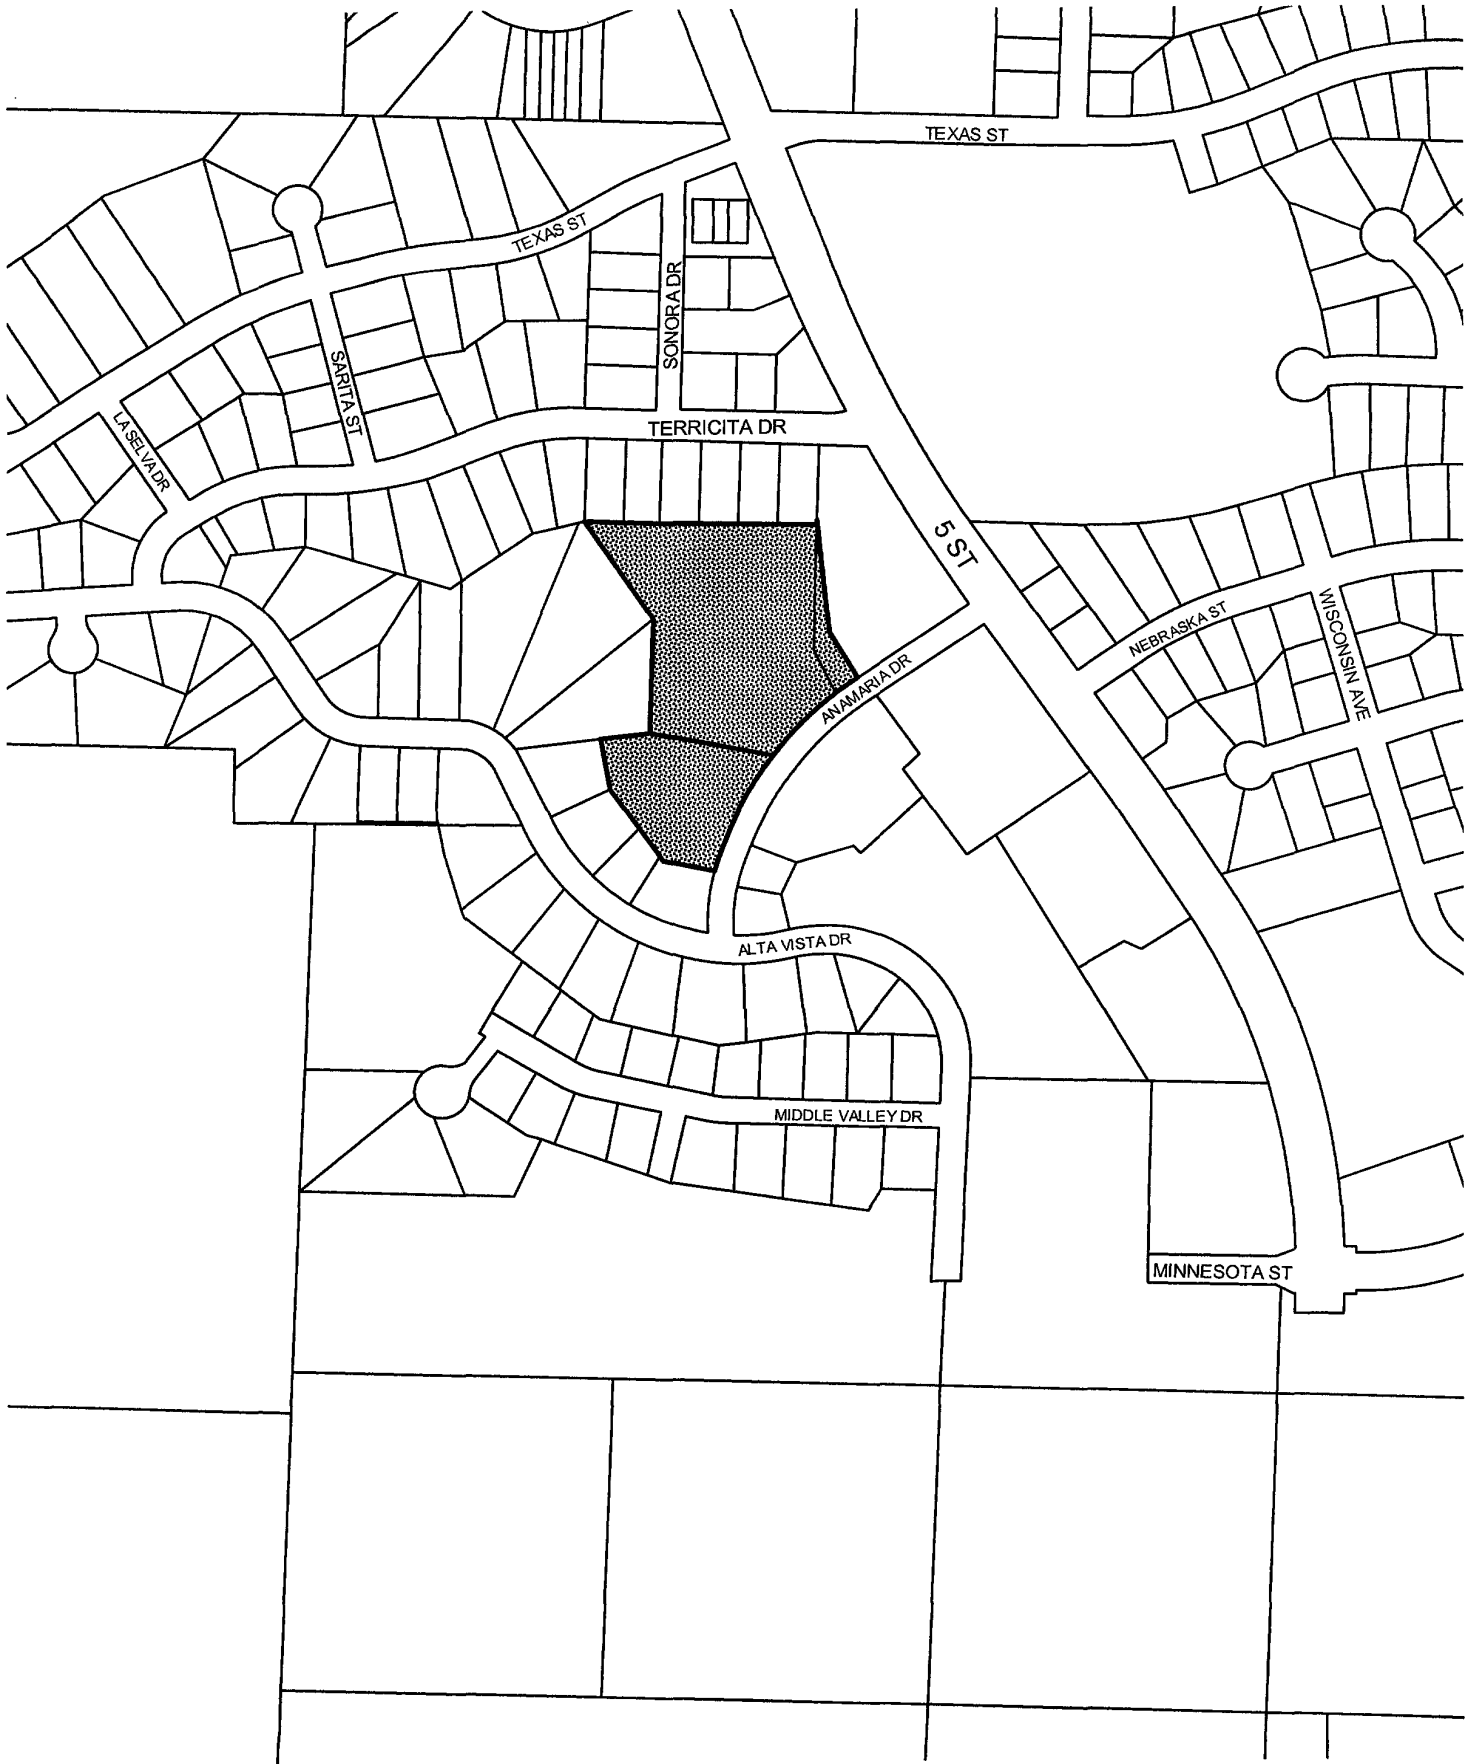 TEXAS ST
TEXAS ST
SONORA DR
SARITA ST
LA SELVA DR
TERRICITA DR
5 ST
NEBRASKA ST
WISCONSIN AVE
ANAMARIA DR
ALTA VISTA DR
MIDDLE VALLEY DR
MINNESOTA ST